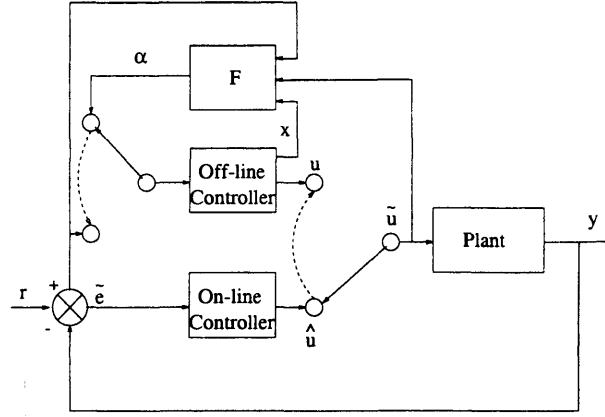 α
F
x
Off-line
Controller
u
ũ
Plant
y
r
+
-
ẽ
On-line
Controller
û